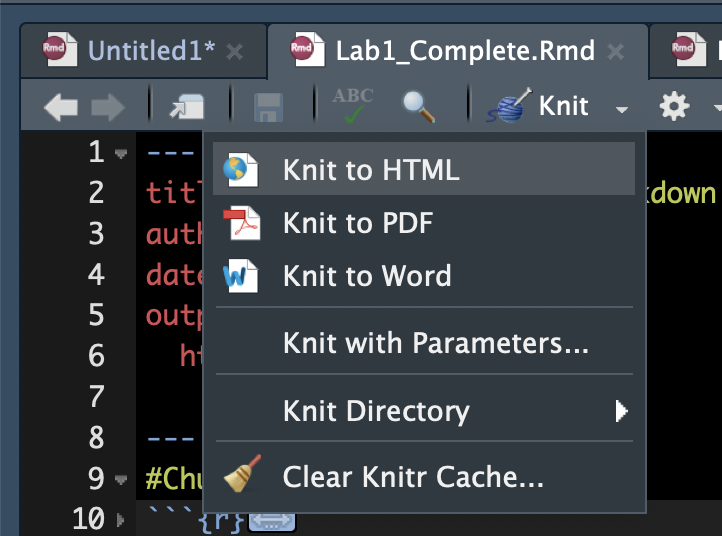 Rmd Untitled1* × Rmd Lab1_Complete.Rmd × Rmd
ABC Knit
1 ---
Knit to HTML
2 titl kdown
Knit to PDF
3 auth
4 date
Knit to Word
5 outp
6 ht
Knit with Parameters...
7
Knit Directory
8 ---
9 #Chu
Clear Knitr Cache...
10 ```{r}